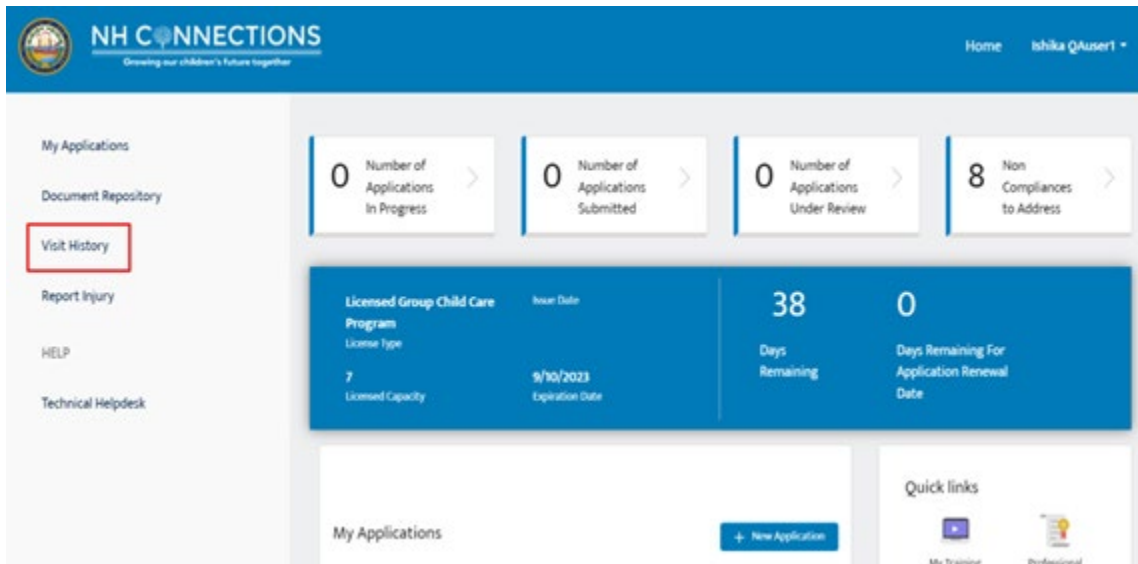 NH CONNECTIONS
Growing our children's future together
Home
Ishika QAuser1
My Applications
Document Repository
Visit History
Report Injury
HELP
Technical Helpdesk
0
Number of
Applications
In Progress
0
Number of
Applications
Submitted
0
Number of
Applications
Under Review
8
Non
Compliances
to Address
Licensed Group Child Care
Program
License Type
Issue Date
7
Licensed Capacity
9/10/2023
Expiration Date
38
Days
Remaining
0
Days Remaining For
Application Renewal
Date
My Applications
+ New Application
Quick links
My Training
Professional